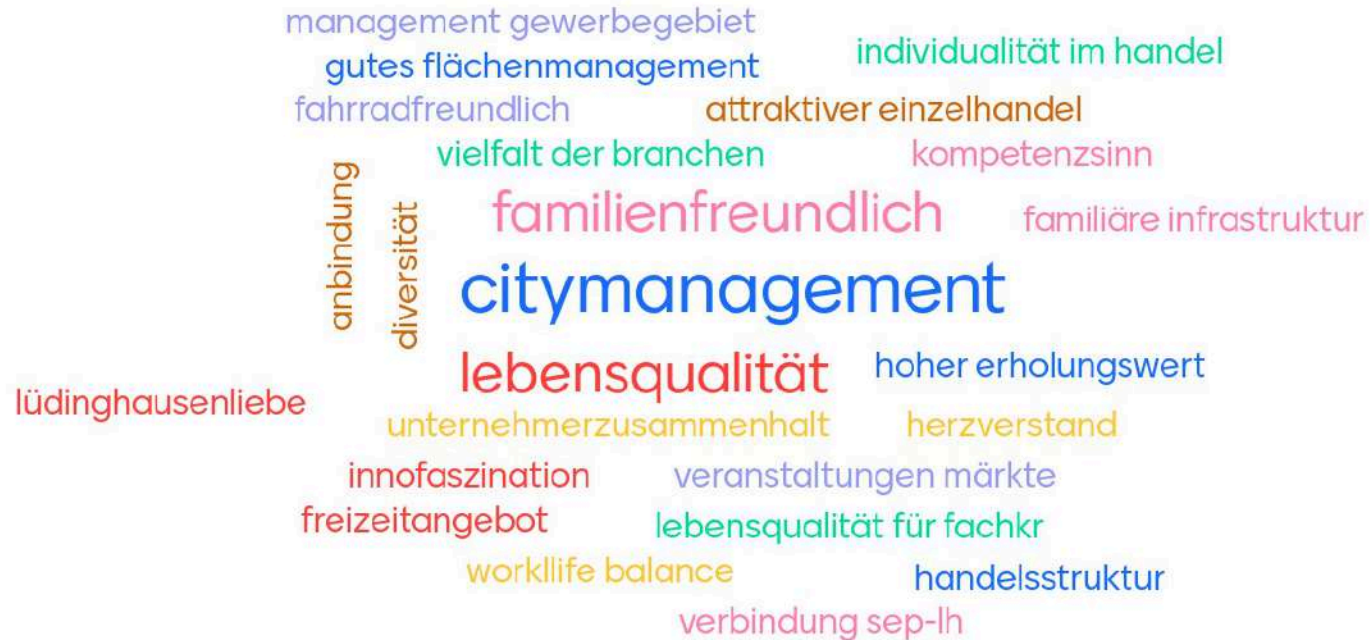 management gewerbegebiet
gutes flächenmanagement
individualität im handel
fahrradfreundlich
attraktiver einzelhandel
vielfalt der branchen
kompetenzsinn
anbindung
diversität
familienfreundlich
familiäre infrastruktur
citymanagement
lebensqualität
hoher erholungswert
lüdinghausenliebe
unternehmerzusammenhalt
herzverstand
innofaszination
veranstaltungen märkte
freizeitangebot
lebensqualität für fachkr
workllife balance
handelsstruktur
verbindung sep-lh